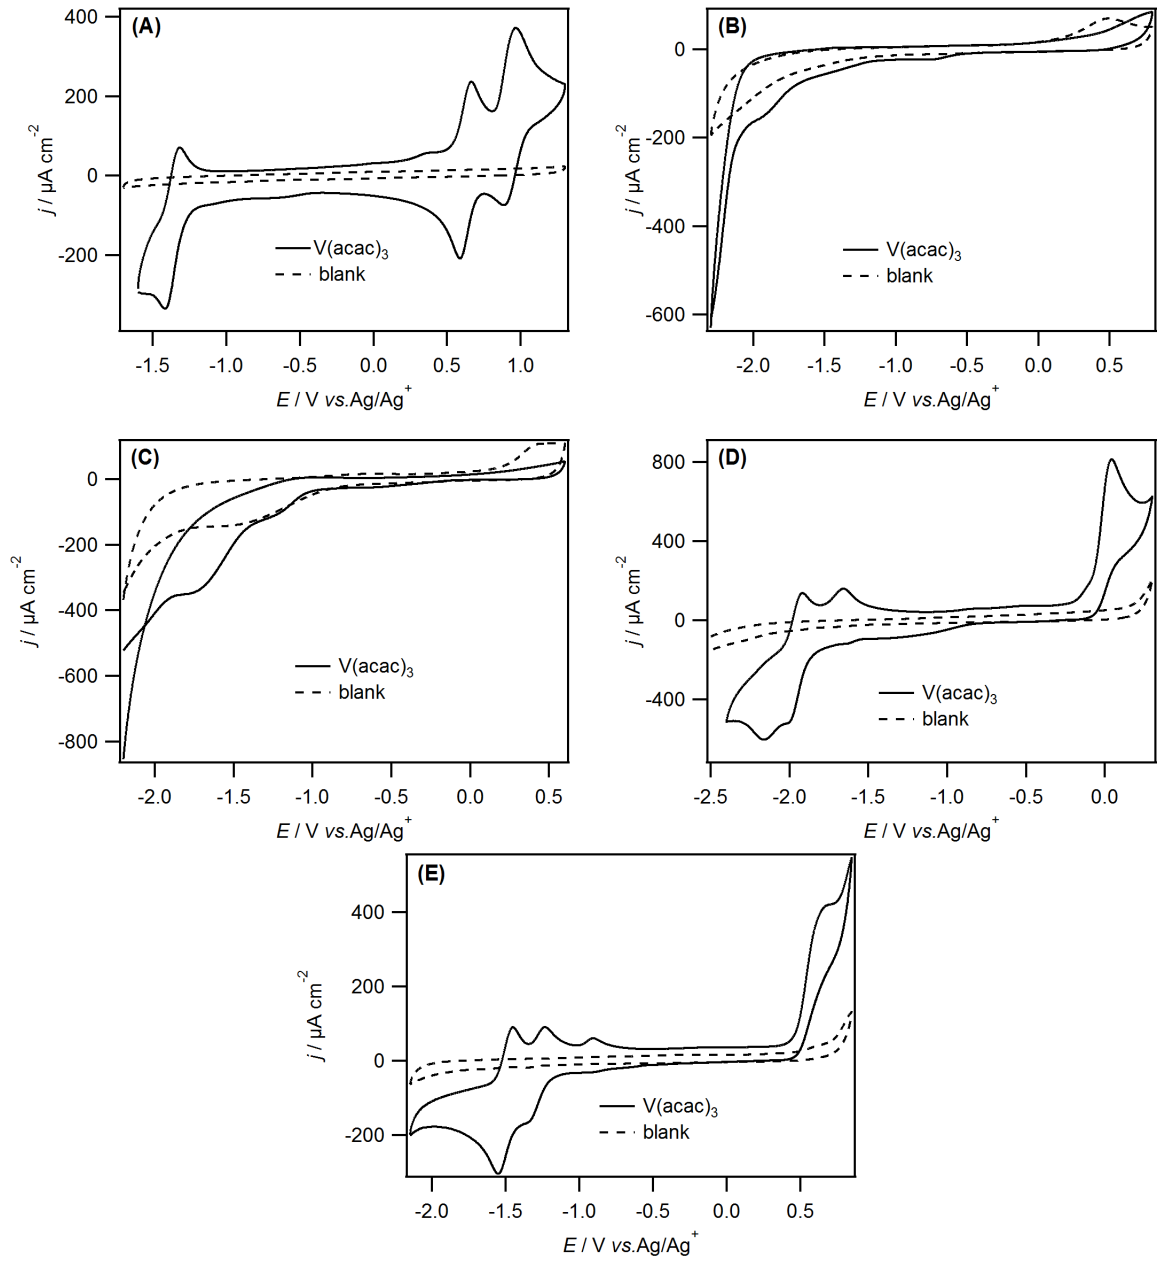 (A)
400
200
0
-200
j / µA cm-2
V(acac)3
blank
-1.5 -1.0 -0.5 0.0 0.5 1.0
E / V vs.Ag/Ag+
(B)
0
-200
-400
-600
j / µA cm-2
V(acac)3
blank
-2.0 -1.5 -1.0 -0.5 0.0 0.5
E / V vs.Ag/Ag+
(C)
0
-200
-400
-600
-800
j / µA cm-2
V(acac)3
blank
-2.0 -1.5 -1.0 -0.5 0.0 0.5
E / V vs.Ag/Ag+
(D)
800
400
0
-400
j / µA cm-2
V(acac)3
blank
-2.5 -2.0 -1.5 -1.0 -0.5 0.0
E / V vs.Ag/Ag+
(E)
400
200
0
-200
j / µA cm-2
V(acac)3
blank
-2.0 -1.5 -1.0 -0.5 0.0 0.5
E / V vs.Ag/Ag+